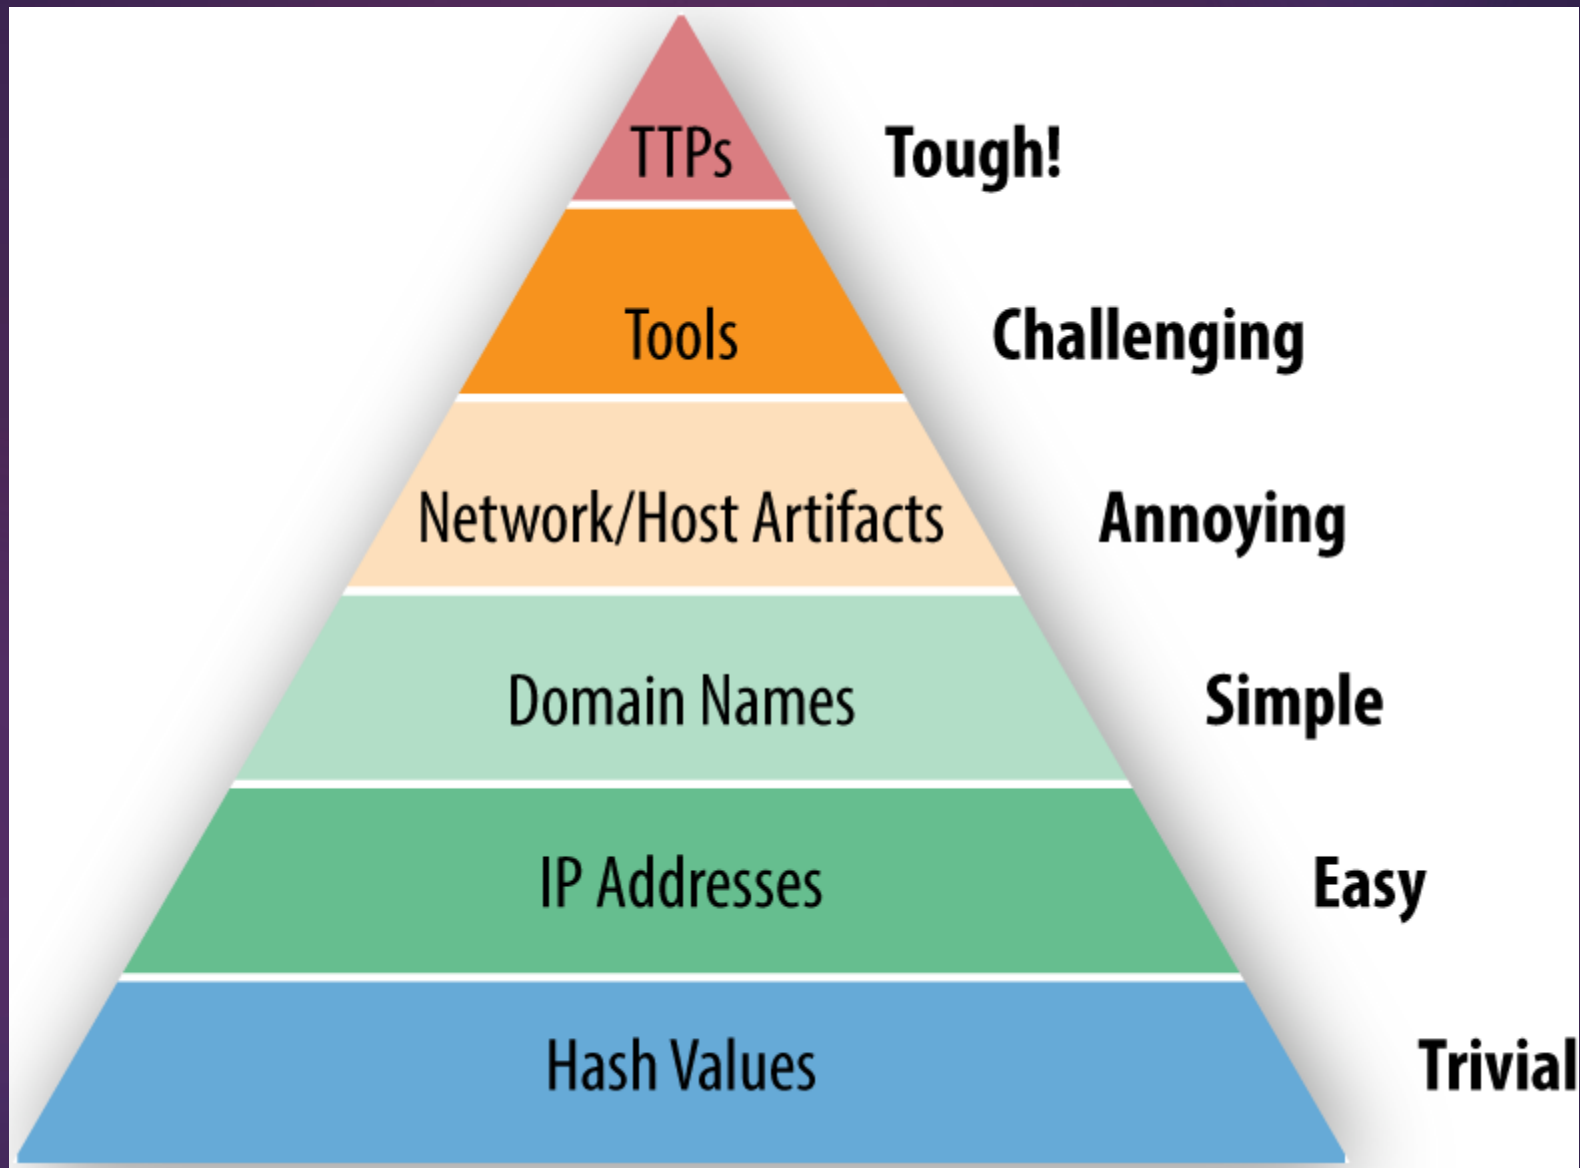 TTPs Tough!
Tools Challenging
Network/Host Artifacts Annoying
Domain Names Simple
IP Addresses Easy
Hash Values Trivial